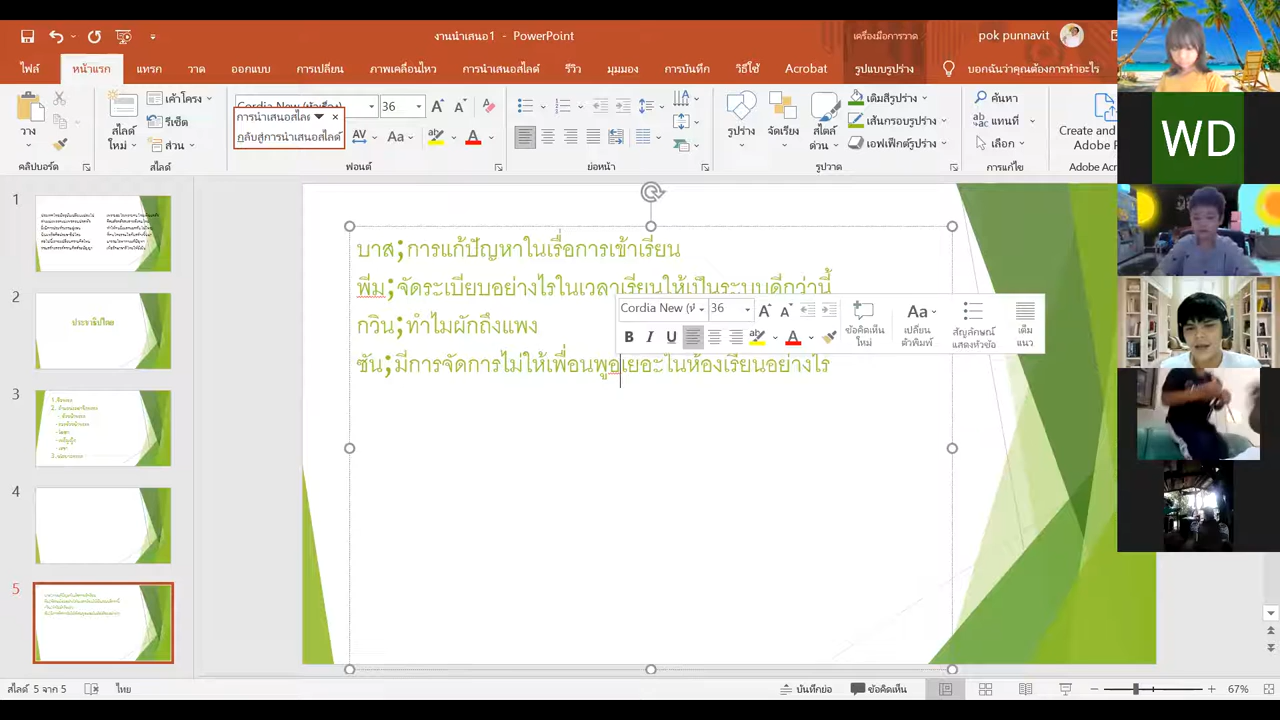 งานนำเสนอ1 - PowerPoint
เครื่องมือการวาด
pok punnavit
ไฟล์ หน้าแรก แทรก วาด ออกแบบ การเปลี่ยน ภาพเคลื่อนไหว การนำเสนอสไลด์ รีวิว มุมมอง การบันทึก วิธีใช้ Acrobat รูปแบบรูปร่าง บอกฉันว่าคุณต้องการทำอะไร
วาง
คลิปบอร์ด
สไลด์ใหม่
เค้าโครง
รีเซ็ต
ส่วน
สไลด์
36
การนำเสนอสไล
กลับสู่การนำเสนอสไลด์
ฟอนต์
ย่อหน้า
รูปร่าง
จัดเรียง
สไตล์ด่วน
เติมสีรูปร่าง
เส้นกรอบรูปร่าง
เอฟเฟ็กต์รูปร่าง
รูปวาด
ค้นหา
แทนที่
เลือก
การแก้ไข
Create and
Adobe P
Adobe Acr
WD
1
2
ประชาธิปไตย
3
4
5
บาส;การแก้ปัญหาในเรื่อการเข้าเรียน
พีม;จัดระเบียบอย่างไรในเวลาเรียนให้เป็นระบบดีกว่านี้
กวิน;ทำไมผักถึงแพง
ซัน;มีการจัดการไม่ให้เพื่อนพูอเยอะในห้องเรียนอย่างไร
Cordia New (ห 36
B I U
ข้อคิดเห็นใหม่
เปลี่ยนตัวพิมพ์
สัญลักษณ์แสดงหัวข้อ
เติมแนว
สไลด์ 5 จาก 5 ไทย
บันทึกย่อ ข้อคิดเห็น 67%